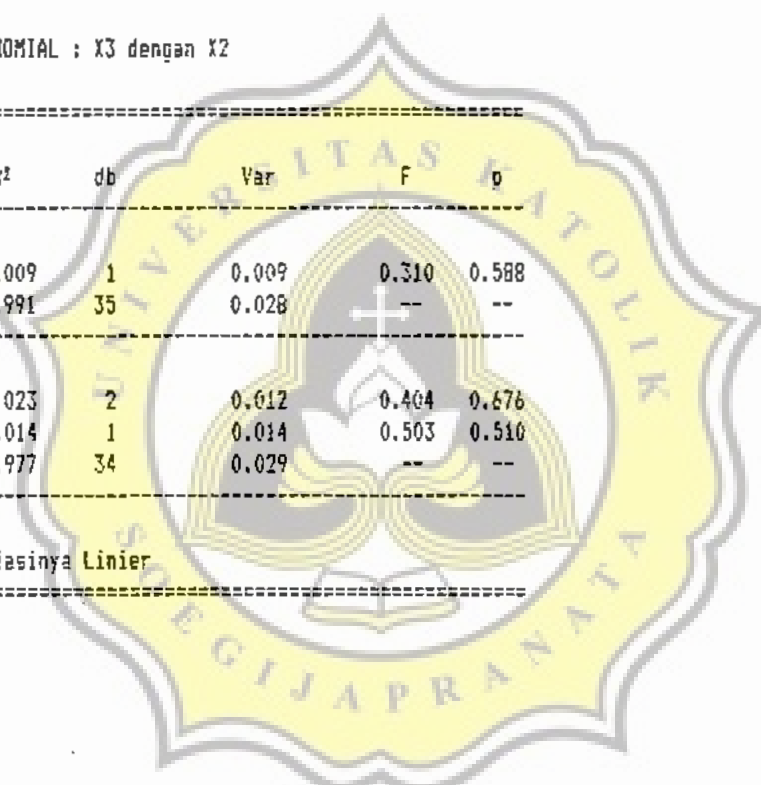 NOMIAL : X3 dengan X2
R² db Var F p
.009 1 0.009 0.310 0.588
.991 35 0.028 -- --
.023 2 0.012 0.404 0.676
.014 1 0.014 0.503 0.510
.977 34 0.029 -- --
lasinya Linier
UNIVERSITAS KATOLIK
SOEGIJAPRANATA